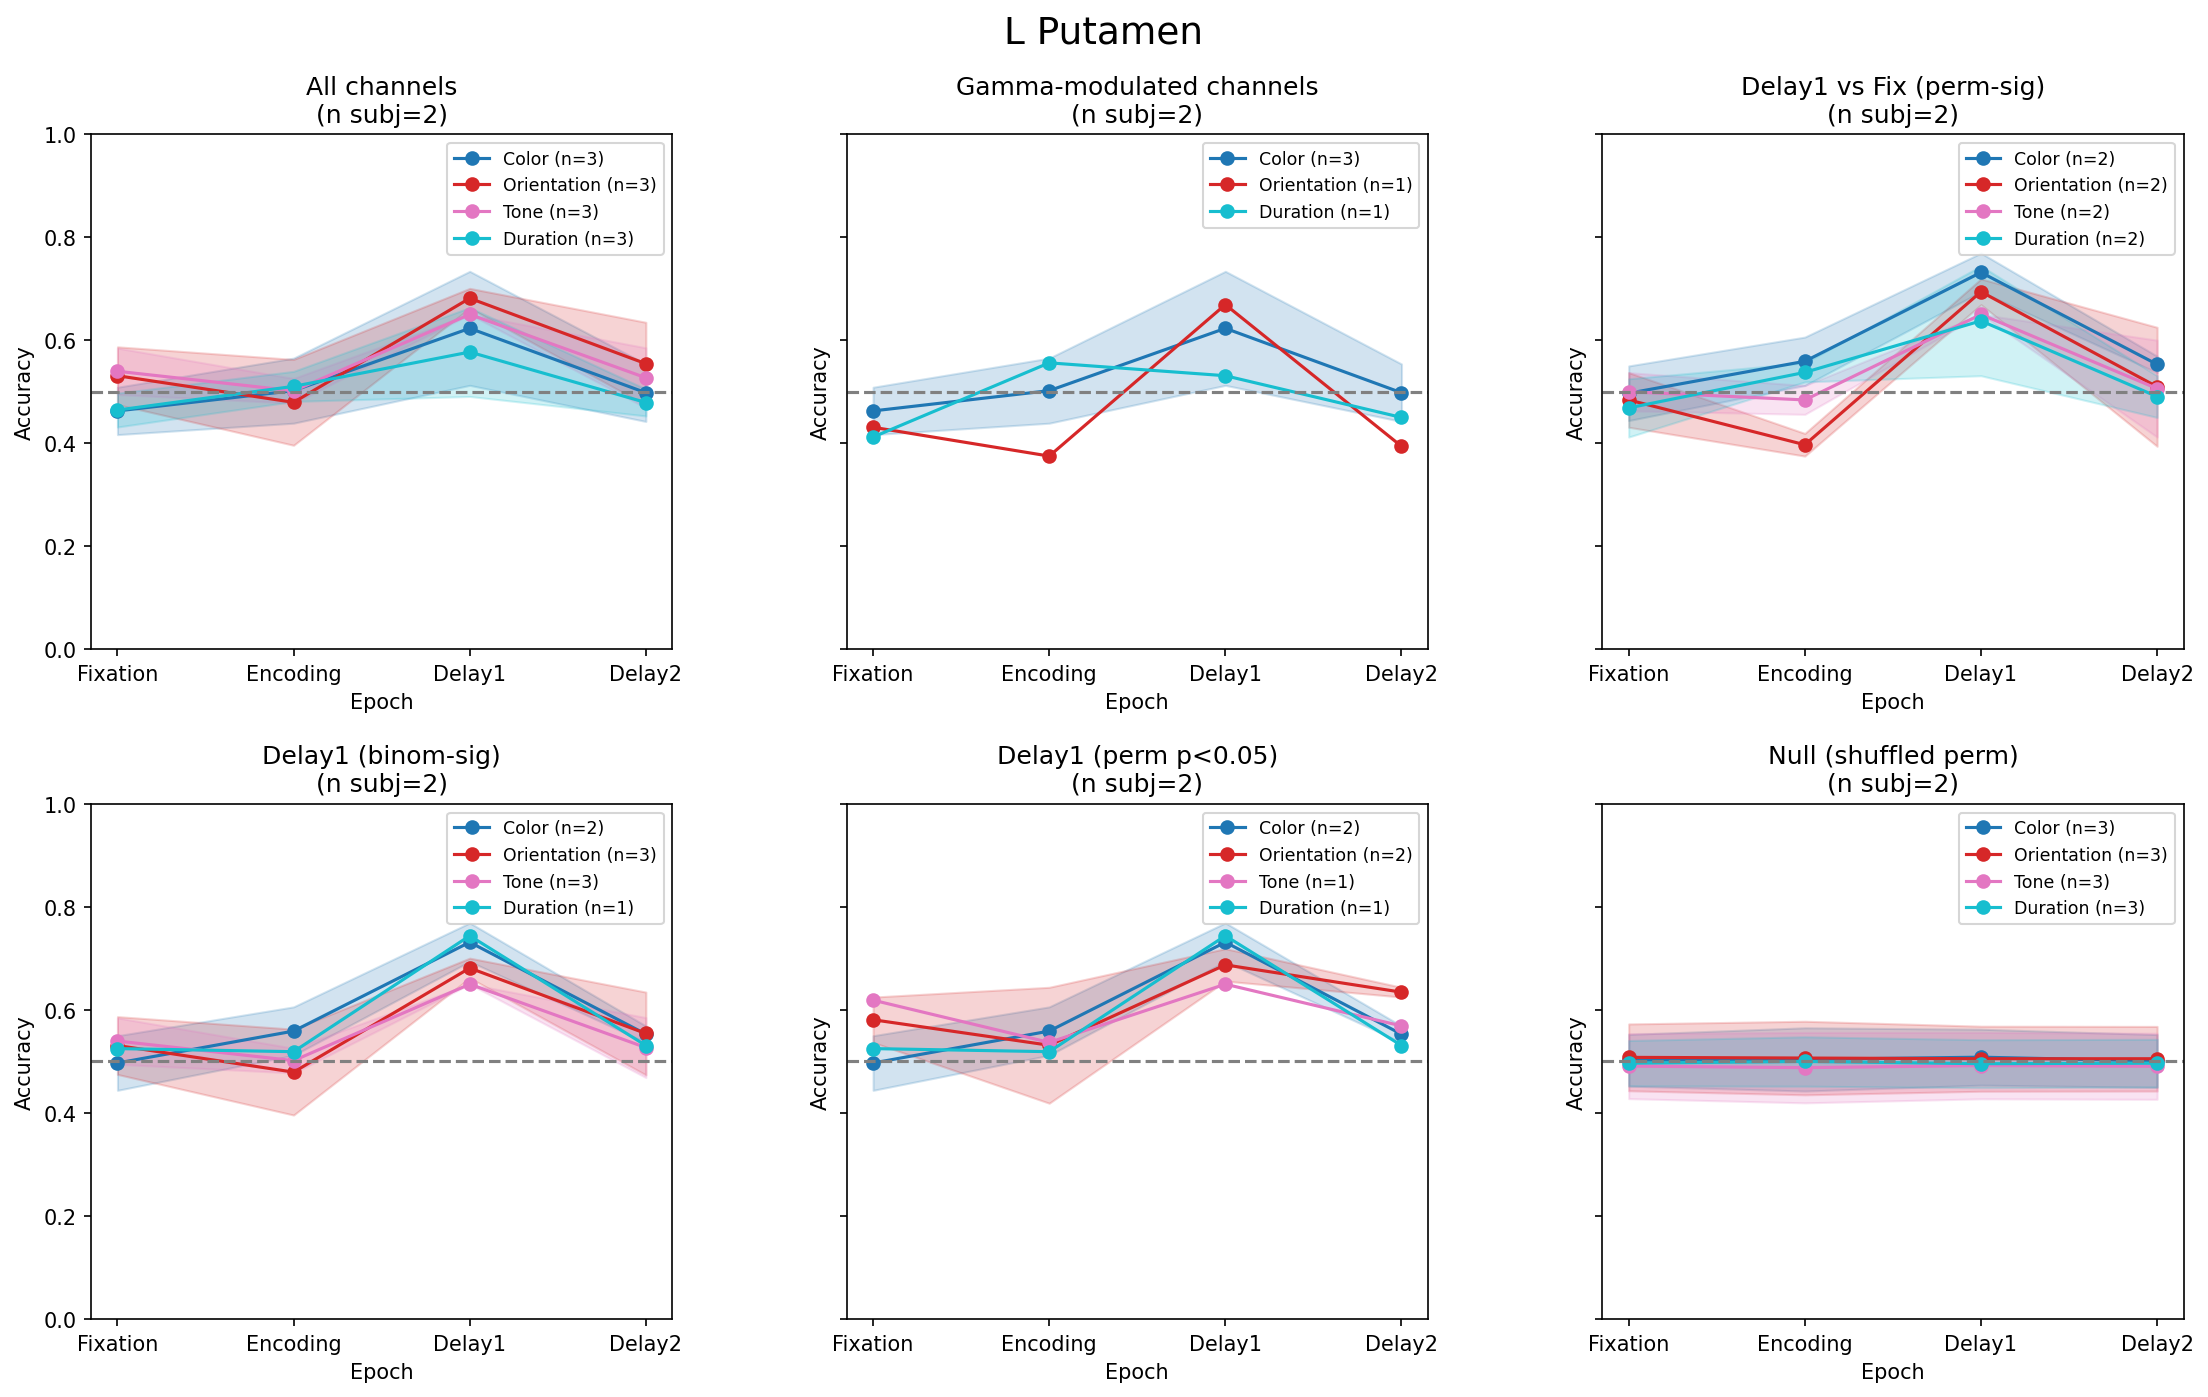 L Putamen
All channels
(n subj=2)
Color (n=3)
Orientation (n=3)
Tone (n=3)
Duration (n=3)
1.0
0.8
0.6
0.4
0.2
0.0
Accuracy
Fixation Encoding Delay1 Delay2
Epoch
Gamma-modulated channels
(n subj=2)
Color (n=3)
Orientation (n=1)
Duration (n=1)
Accuracy
Fixation Encoding Delay1 Delay2
Epoch
Delay1 vs Fix (perm-sig)
(n subj=2)
Color (n=2)
Orientation (n=2)
Tone (n=2)
Duration (n=2)
Accuracy
Fixation Encoding Delay1 Delay2
Epoch
Delay1 (binom-sig)
(n subj=2)
Color (n=2)
Orientation (n=3)
Tone (n=3)
Duration (n=1)
1.0
0.8
0.6
0.4
0.2
0.0
Accuracy
Fixation Encoding Delay1 Delay2
Epoch
Delay1 (perm p<0.05)
(n subj=2)
Color (n=2)
Orientation (n=2)
Tone (n=1)
Duration (n=1)
Accuracy
Fixation Encoding Delay1 Delay2
Epoch
Null (shuffled perm)
(n subj=2)
Color (n=3)
Orientation (n=3)
Tone (n=3)
Duration (n=3)
Accuracy
Fixation Encoding Delay1 Delay2
Epoch